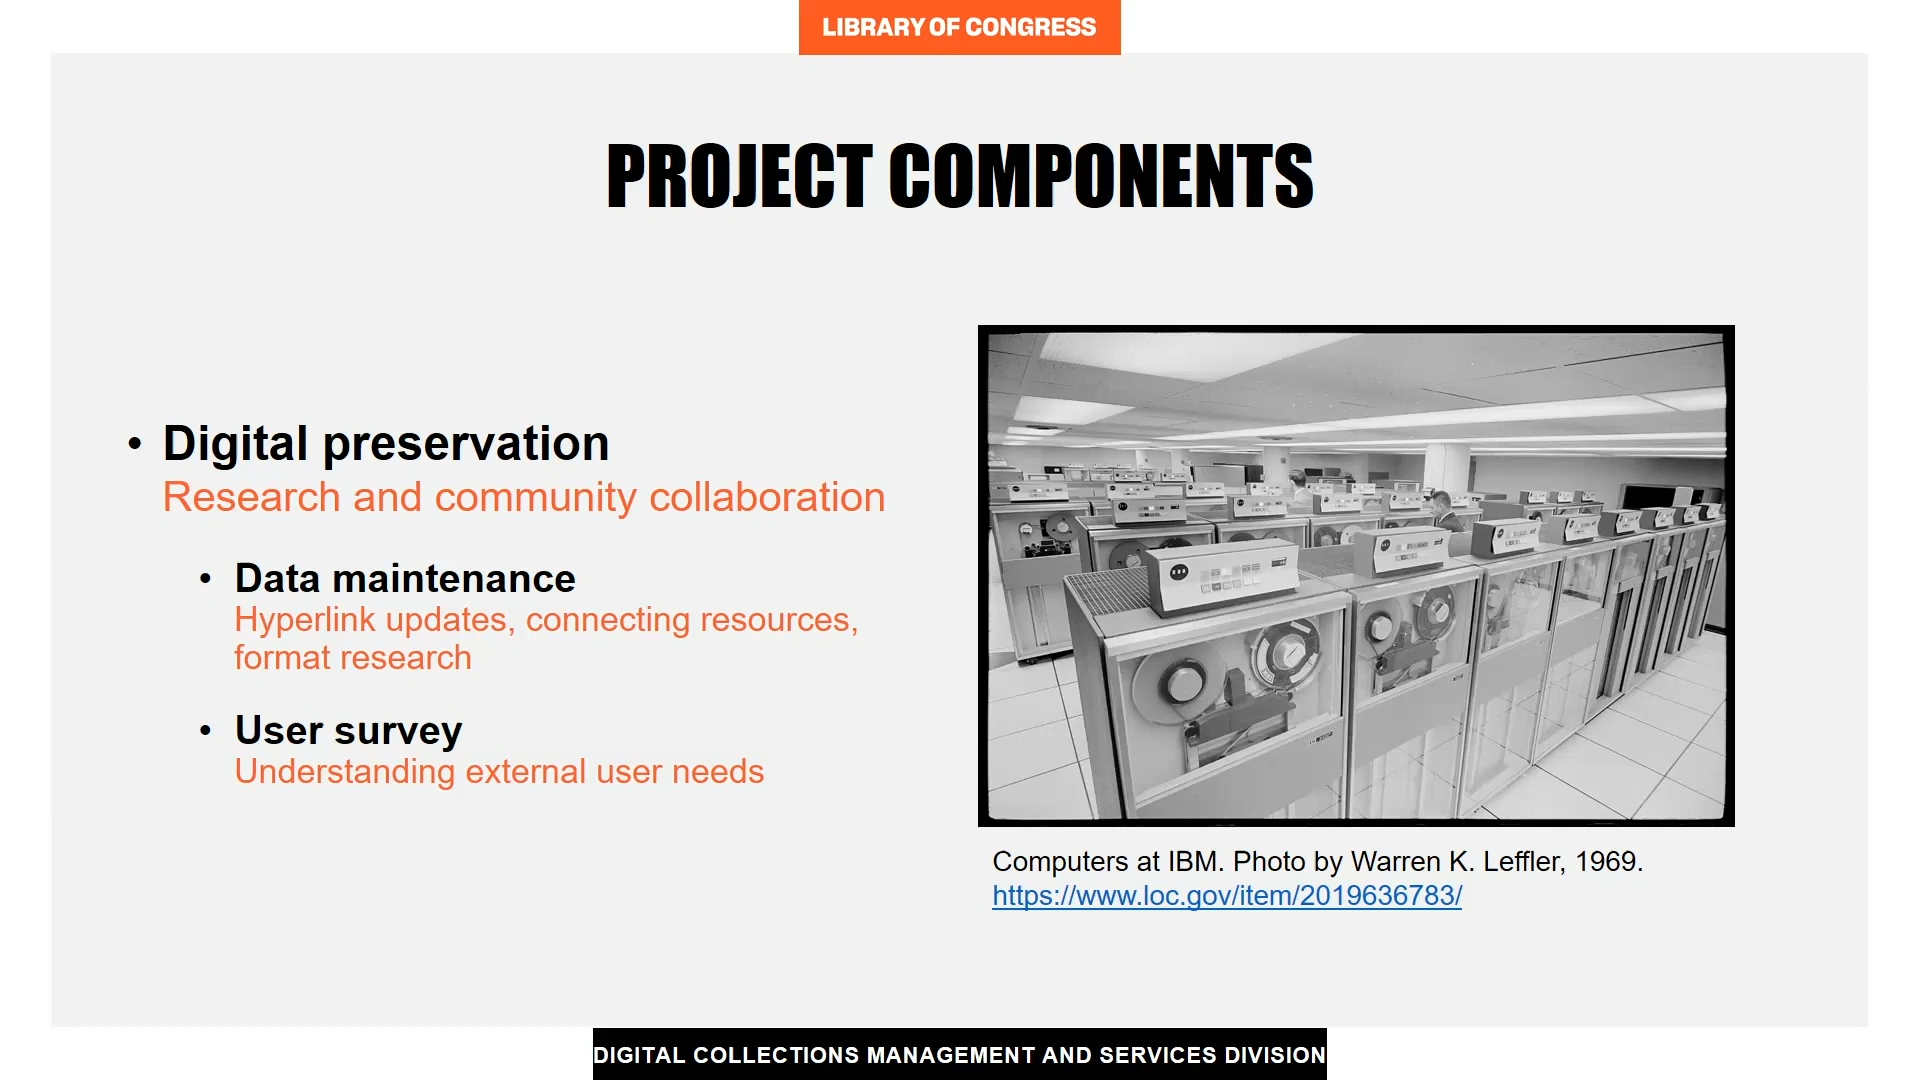 LIBRARY OF CONGRESS
PROJECT COMPONENTS
• Digital preservation
Research and community collaboration
• Data maintenance
Hyperlink updates, connecting resources,
format research
• User survey
Understanding external user needs
Computers at IBM. Photo by Warren K. Leffler, 1969.
https://www.loc.gov/item/2019636783/
DIGITAL COLLECTIONS MANAGEMENT AND SERVICES DIVISION